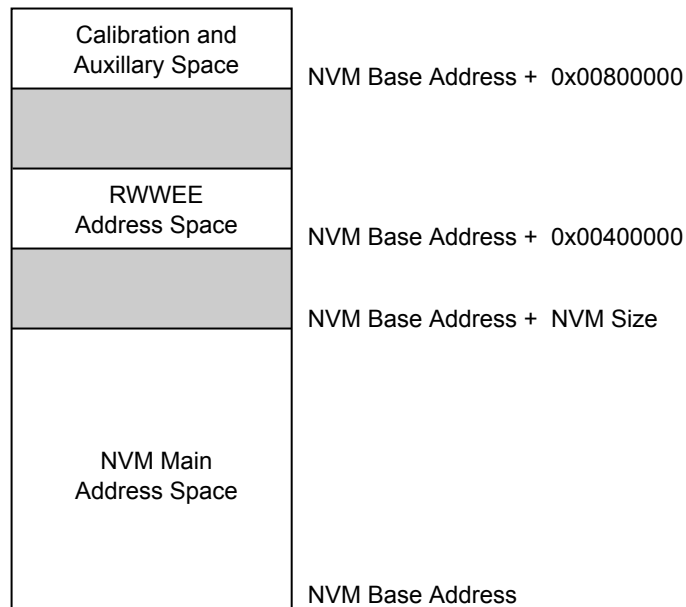 Calibration and
Auxillary Space
NVM Base Address + 0x00800000
RWWEE
Address Space
NVM Base Address + 0x00400000
NVM Base Address + NVM Size
NVM Main
Address Space
NVM Base Address